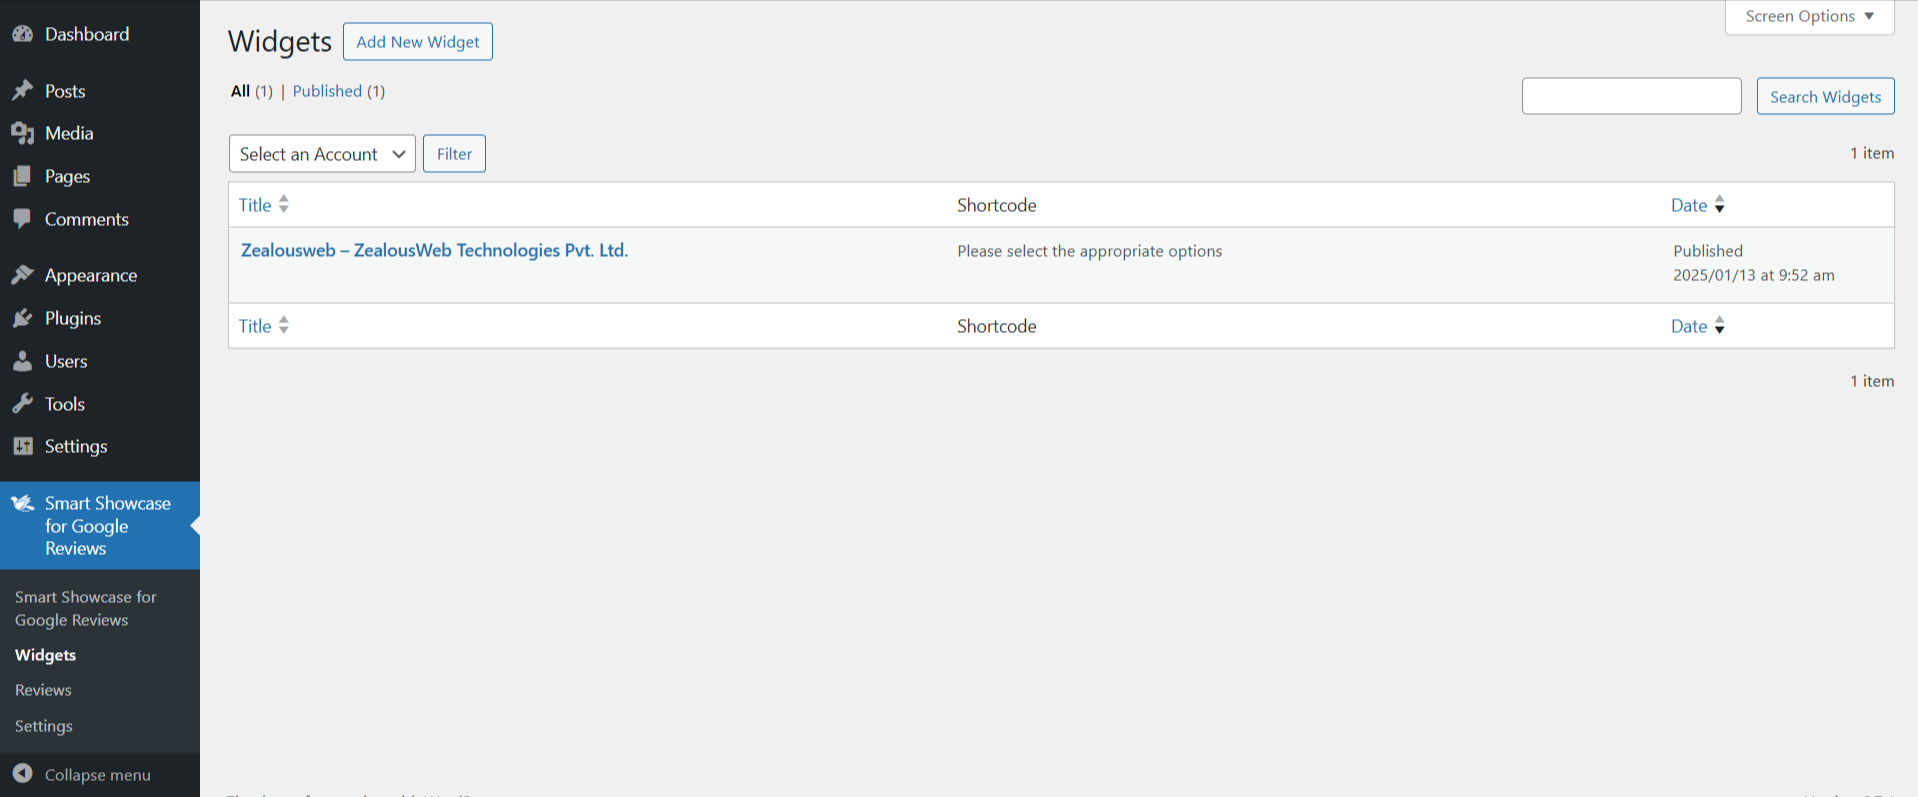 Dashboard
Posts
Media
Pages
Comments
Appearance
Plugins
Users
Tools
Settings
Smart Showcase
for Google
Reviews
Smart Showcase for
Google Reviews
Widgets
Reviews
Settings
Collapse menu
Screen Options
Widgets Add New Widget
All (1) | Published (1)
Search Widgets
Select an Account Filter
1 item
Title Shortcode Date
Zealousweb – ZealousWeb Technologies Pvt. Ltd. Please select the appropriate options Published
2025/01/13 at 9:52 am
Title Shortcode Date
1 item